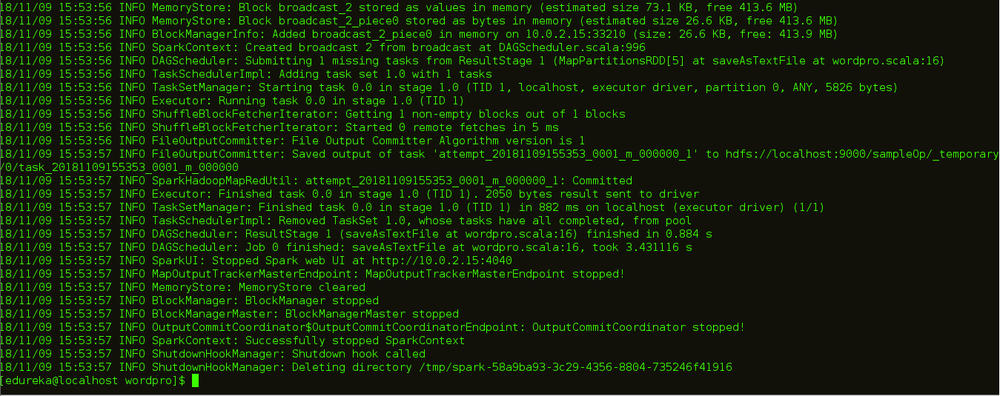 18/11/09 15:53:56 INFO MemoryStore: Block broadcast_2 stored as values in memory (estimated size 73.1 KB, free 413.6 MB)
18/11/09 15:53:56 INFO MemoryStore: Block broadcast_2_piece0 stored as bytes in memory (estimated size 26.6 KB, free 413.6 MB)
18/11/09 15:53:56 INFO BlockManagerInfo: Added broadcast_2_piece0 in memory on 10.0.2.15:33210 (size: 26.6 KB, free: 413.9 MB)
18/11/09 15:53:56 INFO SparkContext: Created broadcast 2 from broadcast at DAGScheduler.scala:996
18/11/09 15:53:56 INFO DAGScheduler: Submitting 1 missing tasks from ResultStage 1 (MapPartitionsRDD[5] at saveAsTextFile at wordpro.scala:16)
18/11/09 15:53:56 INFO TaskSchedulerImpl: Adding task set 1.0 with 1 tasks
18/11/09 15:53:56 INFO TaskSetManager: Starting task 0.0 in stage 1.0 (TID 1, localhost, executor driver, partition 0, ANY, 5826 bytes)
18/11/09 15:53:56 INFO Executor: Running task 0.0 in stage 1.0 (TID 1)
18/11/09 15:53:56 INFO ShuffleBlockFetcherIterator: Getting 1 non-empty blocks out of 1 blocks
18/11/09 15:53:56 INFO ShuffleBlockFetcherIterator: Started 0 remote fetches in 5 ms
18/11/09 15:53:56 INFO FileOutputCommitter: File Output Committer Algorithm version is 1
18/11/09 15:53:57 INFO FileOutputCommitter: Saved output of task 'attempt_20181109155353_0001_m_000000_1' to hdfs://localhost:9000/sampleOp/_temporary
/0/task_20181109155353_0001_m_000000
18/11/09 15:53:57 INFO SparkHadoopMapRedUtil: attempt_20181109155353_0001_m_000000_1: Committed
18/11/09 15:53:57 INFO Executor: Finished task 0.0 in stage 1.0 (TID 1). 2050 bytes result sent to driver
18/11/09 15:53:57 INFO TaskSetManager: Finished task 0.0 in stage 1.0 (TID 1) in 882 ms on localhost (executor driver) (1/1)
18/11/09 15:53:57 INFO TaskSchedulerImpl: Removed TaskSet 1.0, whose tasks have all completed, from pool
18/11/09 15:53:57 INFO DAGScheduler: ResultStage 1 (saveAsTextFile at wordpro.scala:16) finished in 0.884 s
18/11/09 15:53:57 INFO DAGScheduler: Job 0 finished: saveAsTextFile at wordpro.scala:16, took 3.431116 s
18/11/09 15:53:57 INFO SparkUI: Stopped Spark web UI at http://10.0.2.15:4040
18/11/09 15:53:57 INFO MapOutputTrackerMasterEndpoint: MapOutputTrackerMasterEndpoint stopped!
18/11/09 15:53:57 INFO MemoryStore: MemoryStore cleared
18/11/09 15:53:57 INFO BlockManager: BlockManager stopped
18/11/09 15:53:57 INFO BlockManagerMaster: BlockManagerMaster stopped
18/11/09 15:53:57 INFO OutputCommitCoordinator$OutputCommitCoordinatorEndpoint: OutputCommitCoordinator stopped!
18/11/09 15:53:57 INFO SparkContext: Successfully stopped SparkContext
18/11/09 15:53:57 INFO ShutdownHookManager: Shutdown hook called
18/11/09 15:53:57 INFO ShutdownHookManager: Deleting directory /tmp/spark-58a9ba93-3c29-4356-8804-735246f41916
[edureka@localhost wordpro]$